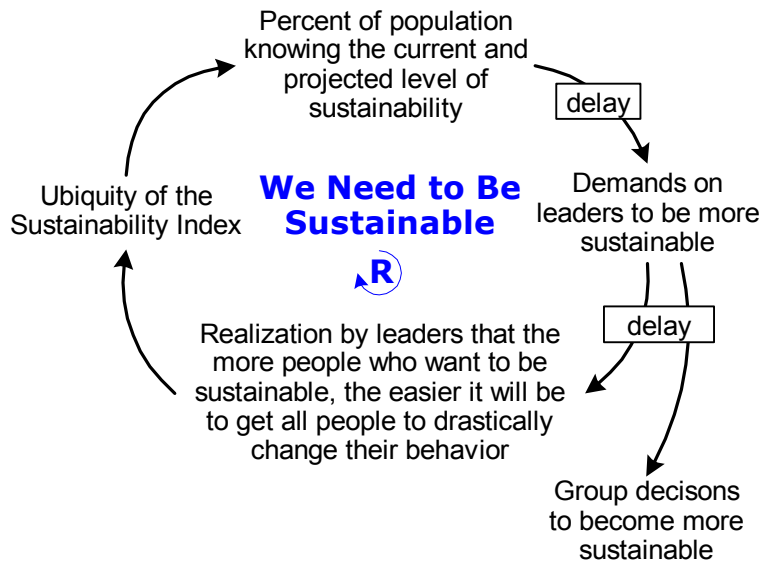 Percent of population
knowing the current and
projected level of
sustainability
delay
Demands on
leaders to be more
sustainable
We Need to Be
Sustainable
R
Ubiquity of the
Sustainability Index
delay
Realization by leaders that the
more people who want to be
sustainable, the easier it will be
to get all people to drastically
change their behavior
Group decisons
to become more
sustainable